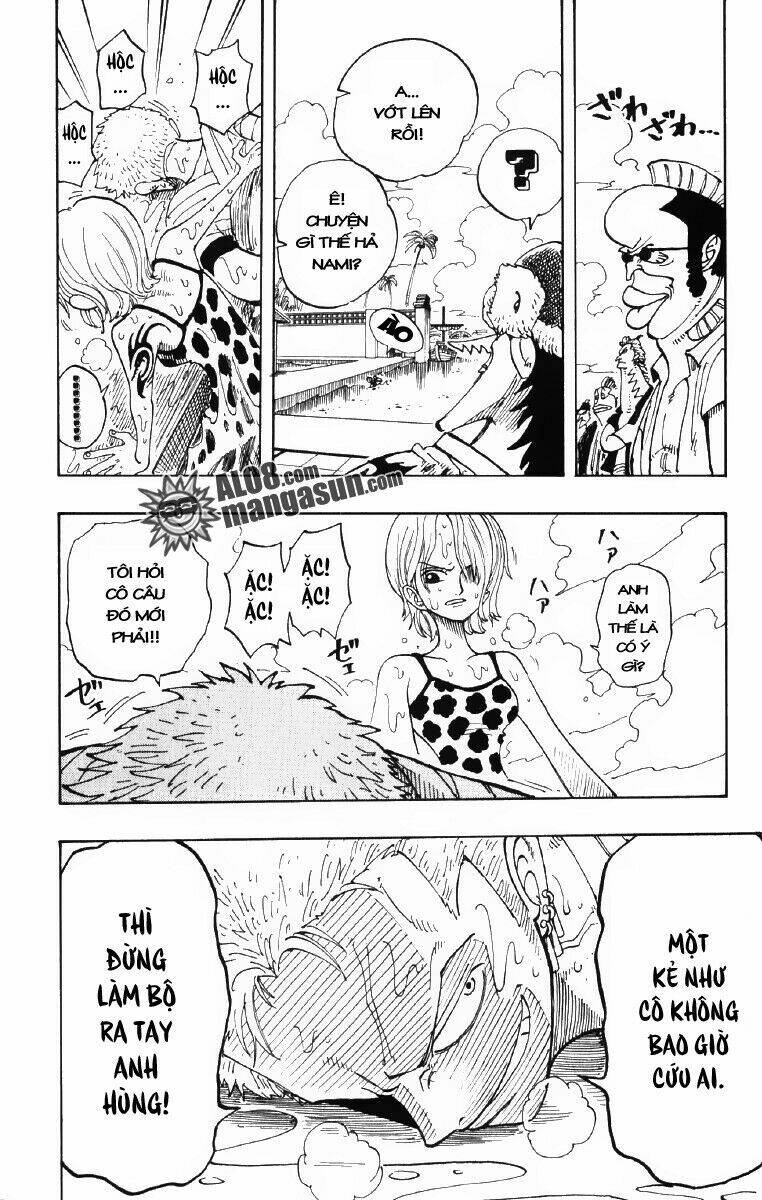 ざわ
ざわ...
?
A...
VỚT LÊN
RỒI!
Ê!
CHUYỆN
GÌ THẾ HẢ
NAMI?
HỘC
...
HỘC
...
HỘC
...
ALO8.com
mangasun.com
ハァ
ハァ
ANH
LÀM
THẾ LÀ
CÓ Ý
GÌ?
ẶC!
ẶC!
ẶC!
ẶC!
TÔI HỎI
CÔ CÂU
ĐÓ MỚI
PHẢI!!
ゼェ
ゼェ
MỘT
KẺ NHƯ
CÔ KHÔNG
BAO GIỜ
CỨU AI.
THÌ
ĐỪNG
LÀM BỘ
RA TAY
ANH
HÙNG!